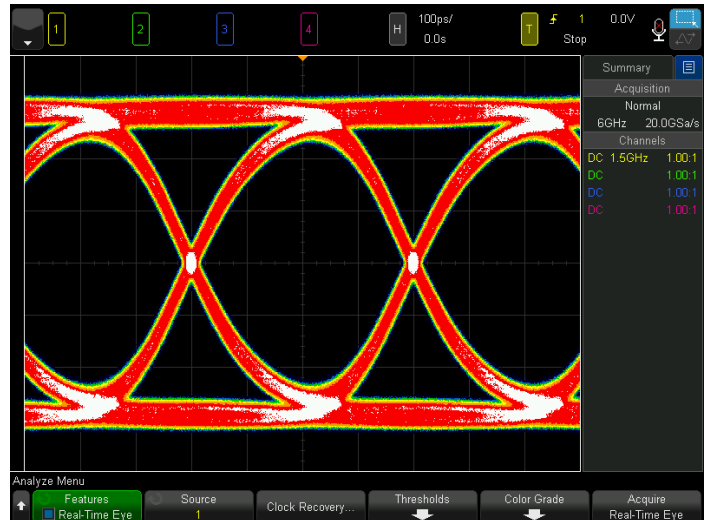 1 2 3 4 H 100ps/ T 1 0.0V
0.0s Stop
Summary
Acquisition
Normal
6GHz 20.0GSa/s
Channels
DC 1.5GHz 1.00:1
DC 1.00:1
DC 1.00:1
DC 1.00:1
Analyze Menu
Features Source Clock Recovery... Thresholds Color Grade Acquire
Real-Time Eye 1 Real-Time Eye